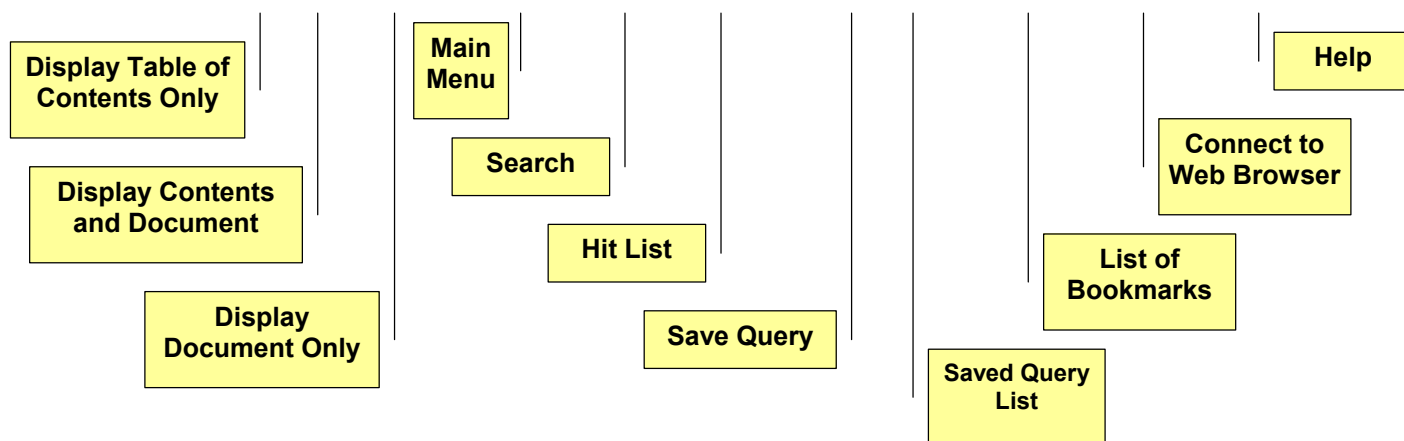 Display Table of
Contents Only
Display Contents
and Document
Display
Document Only
Main
Menu
Search
Hit List
Save Query
Saved Query
List
List of
Bookmarks
Connect to
Web Browser
Help